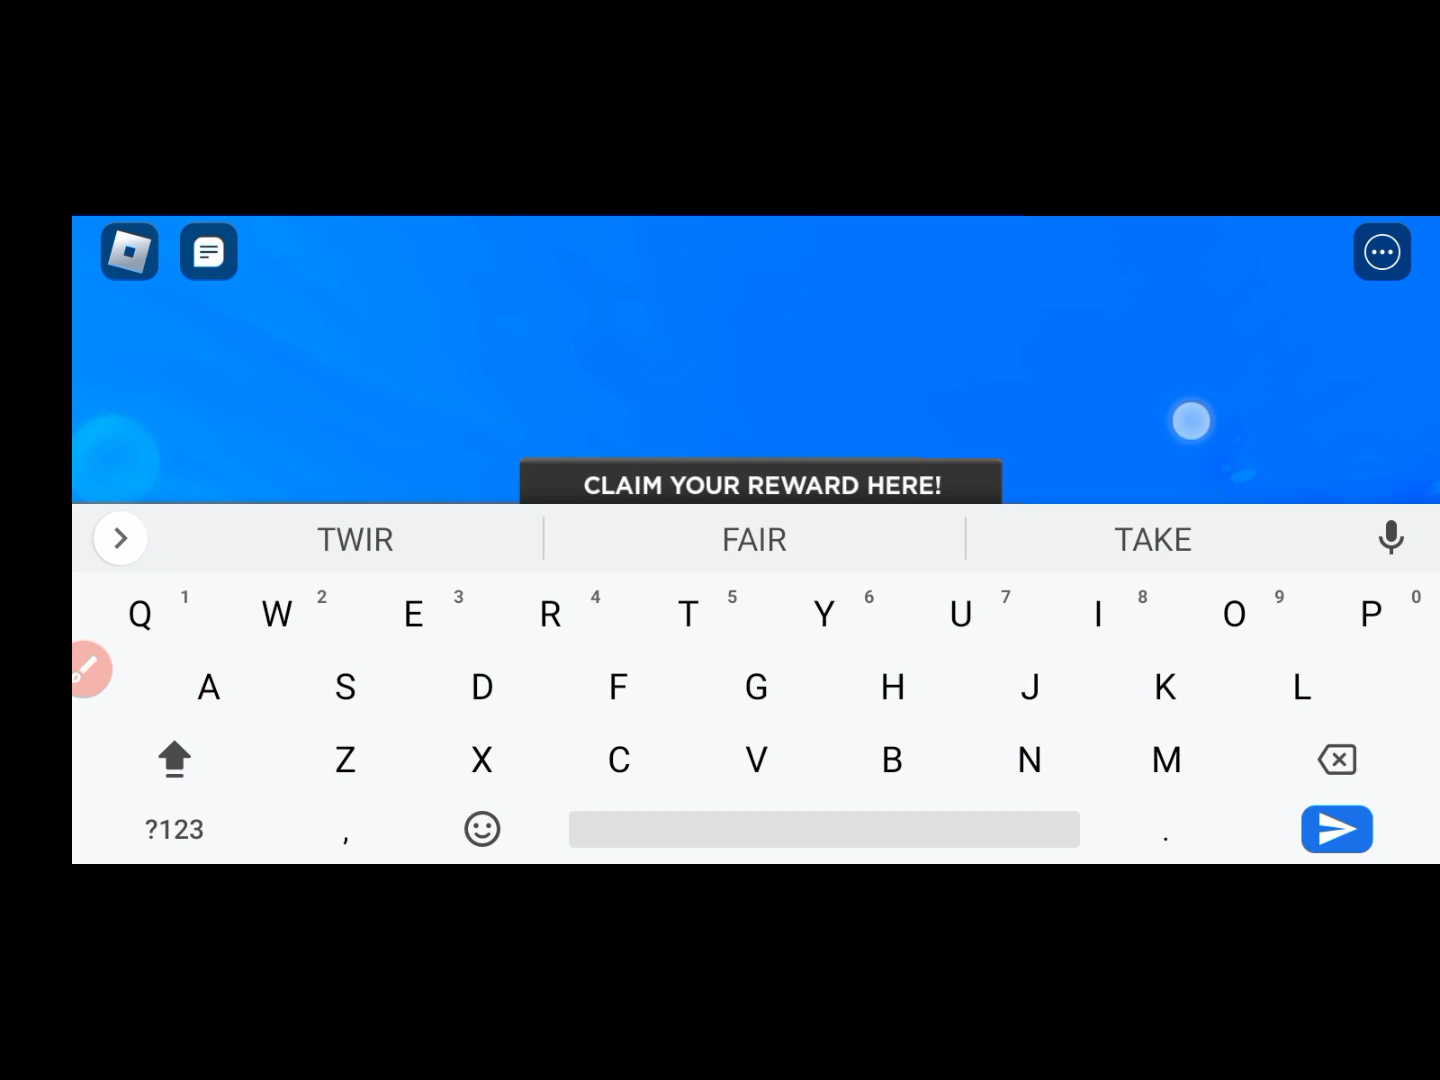 CLAIM YOUR REWARD HERE!
TWIR FAIR TAKE
Q 1 W 2 E 3 R 4 T 5 Y 6 U 7 I 8 O 9 P 0
A S D F G H J K L
Z X C V B N M
?123 , .